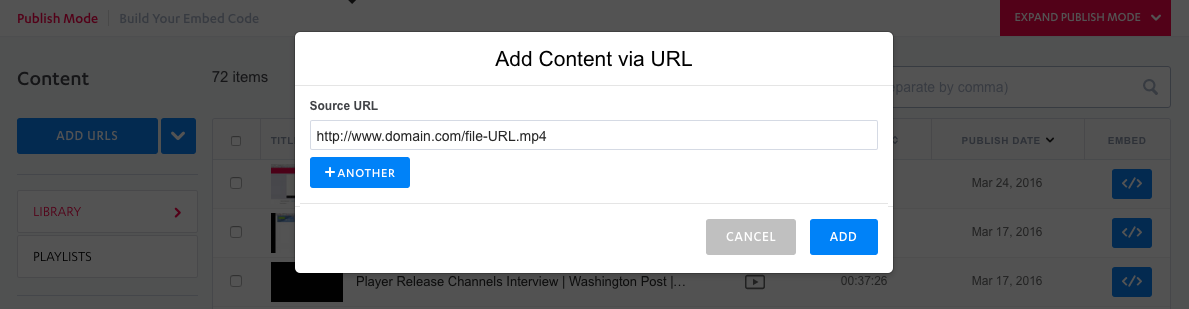 Publish Mode | Build Your Embed Code
EXPAND PUBLISH MODE
Add Content via URL
Content
72 items
parate by comma)
Source URL
http://www.domain.com/file-URL.mp4
ADD URLS
+ANOTHER
TITL
C
PUBLISH DATE
EMBED
Mar 24, 2016
</>
LIBRARY
CANCEL
ADD
Mar 17, 2016
</>
PLAYLISTS
Player Release Channels Interview | Washington Post |...
00:37:26
Mar 17, 2016
</>